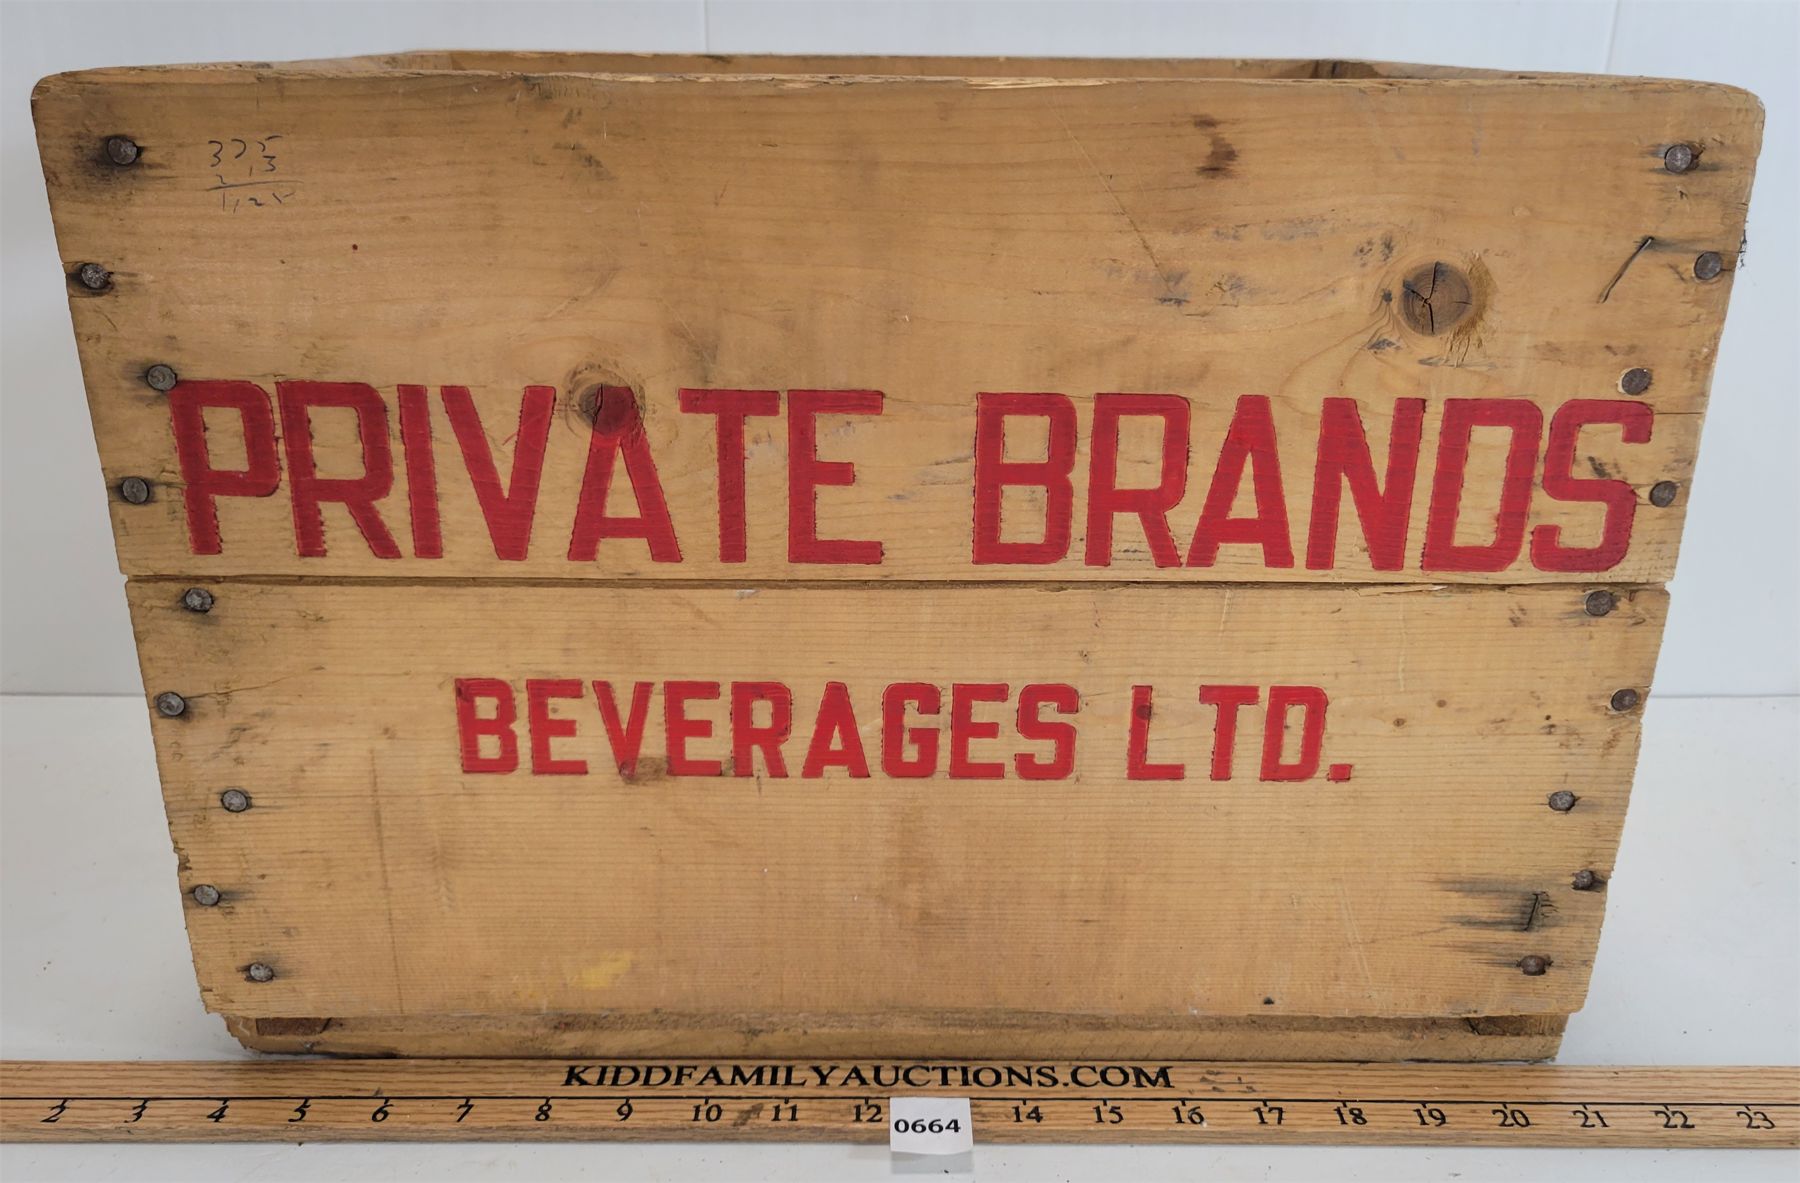 375
PRIVATE BRANDS
BEVERAGES LTD.
KIDDFAMILYAUCTIONS.COM
2 3 4 5 6 7 8 9 10 11 12 14 15 16 17 18 19 20 21 22 23
0664